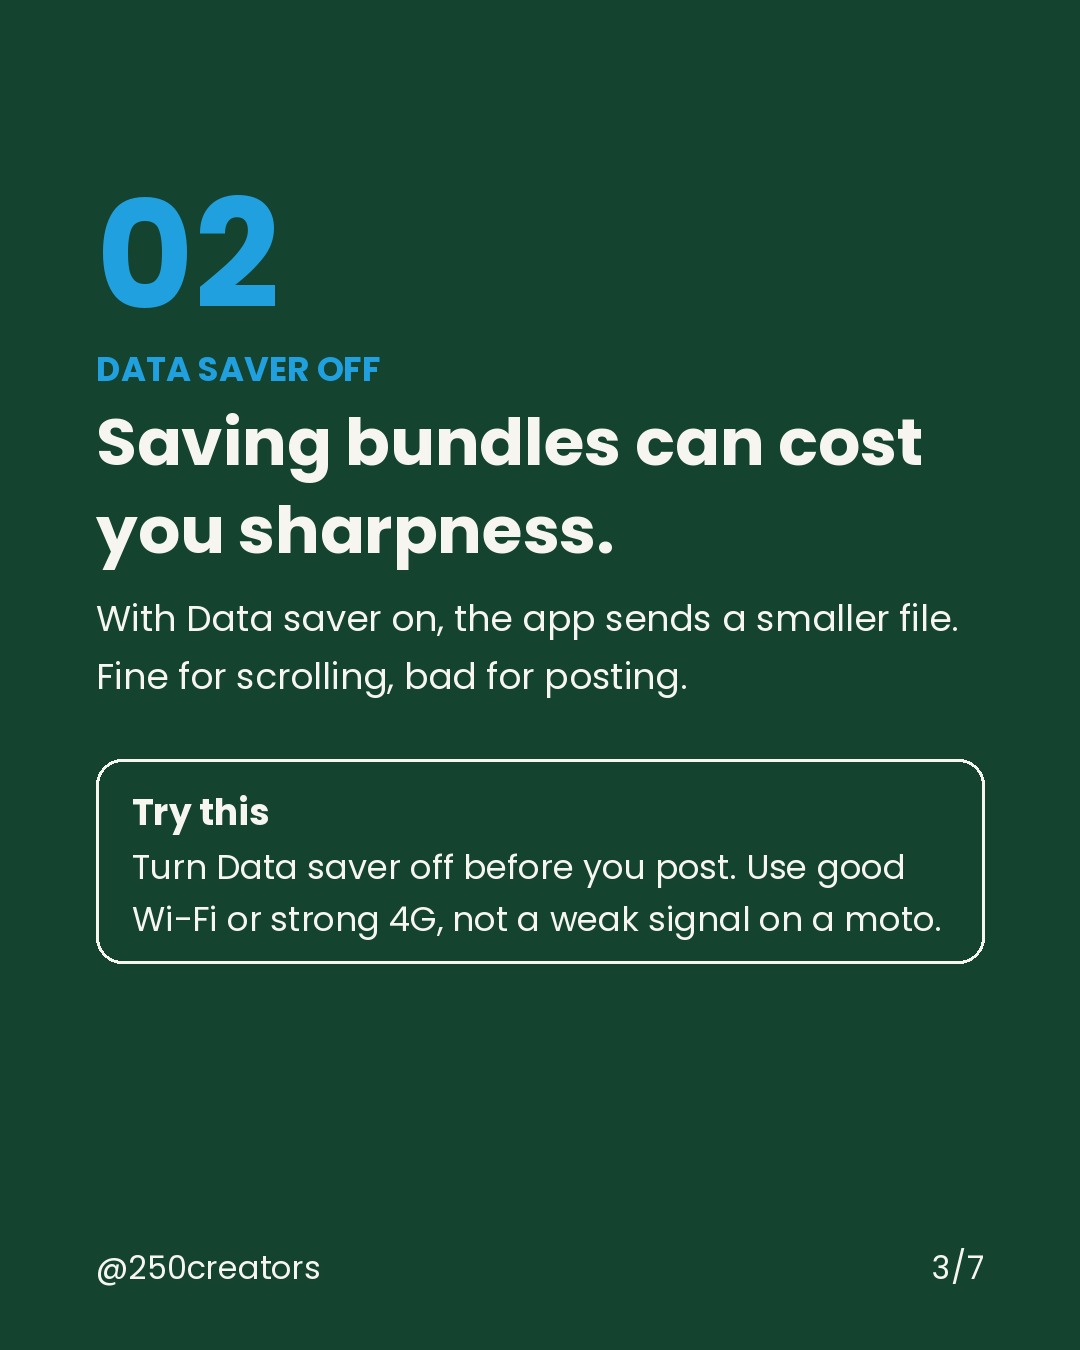 02
DATA SAVER OFF
Saving bundles can cost
you sharpness.
With Data saver on, the app sends a smaller file.
Fine for scrolling, bad for posting.
Try this
Turn Data saver off before you post. Use good
Wi-Fi or strong 4G, not a weak signal on a moto.
@250creators
3/7